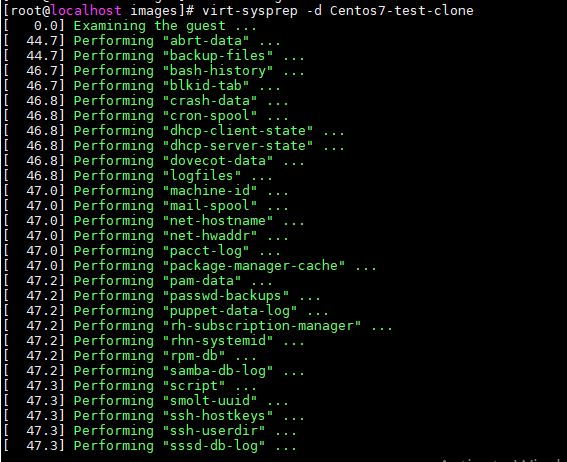 [root@localhost images]# virt-sysprep -d Centos7-test-clone
[   0.0] Examining the guest ...
[  44.7] Performing "abrt-data" ...
[  44.7] Performing "backup-files" ...
[  46.7] Performing "bash-history" ...
[  46.7] Performing "blkid-tab" ...
[  46.8] Performing "crash-data" ...
[  46.8] Performing "cron-spool" ...
[  46.8] Performing "dhcp-client-state" ...
[  46.8] Performing "dhcp-server-state" ...
[  46.8] Performing "dovecot-data" ...
[  46.8] Performing "logfiles" ...
[  47.0] Performing "machine-id" ...
[  47.0] Performing "mail-spool" ...
[  47.0] Performing "net-hostname" ...
[  47.0] Performing "net-hwaddr" ...
[  47.0] Performing "pacct-log" ...
[  47.0] Performing "package-manager-cache" ...
[  47.2] Performing "pam-data" ...
[  47.2] Performing "passwd-backups" ...
[  47.2] Performing "puppet-data-log" ...
[  47.2] Performing "rh-subscription-manager" ...
[  47.2] Performing "rhn-systemid" ...
[  47.2] Performing "rpm-db" ...
[  47.2] Performing "samba-db-log" ...
[  47.3] Performing "script" ...
[  47.3] Performing "smolt-uuid" ...
[  47.3] Performing "ssh-hostkeys" ...
[  47.3] Performing "ssh-userdir" ...
[  47.3] Performing "sssd-db-log" ...